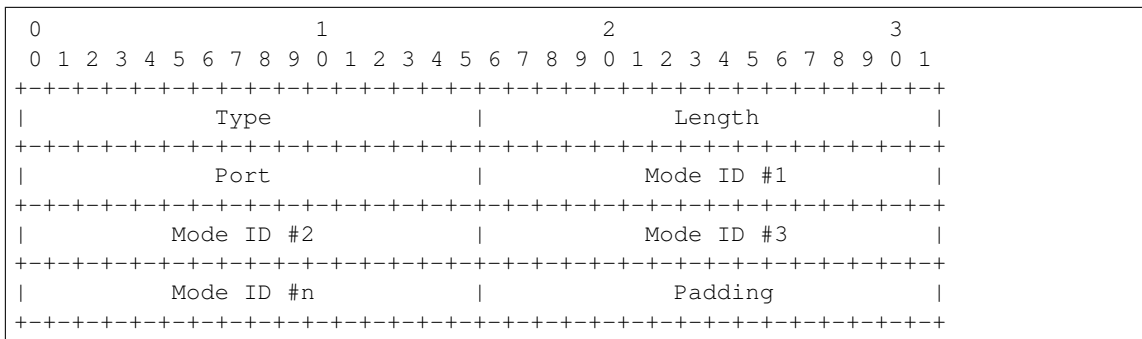 0                   1                   2                   3
 0 1 2 3 4 5 6 7 8 9 0 1 2 3 4 5 6 7 8 9 0 1 2 3 4 5 6 7 8 9 0 1
+-+-+-+-+-+-+-+-+-+-+-+-+-+-+-+-+-+-+-+-+-+-+-+-+-+-+-+-+-+-+-+-+
|             Type              |             Length            |
+-+-+-+-+-+-+-+-+-+-+-+-+-+-+-+-+-+-+-+-+-+-+-+-+-+-+-+-+-+-+-+-+
|             Port              |           Mode ID #1          |
+-+-+-+-+-+-+-+-+-+-+-+-+-+-+-+-+-+-+-+-+-+-+-+-+-+-+-+-+-+-+-+-+
|          Mode ID #2           |           Mode ID #3          |
+-+-+-+-+-+-+-+-+-+-+-+-+-+-+-+-+-+-+-+-+-+-+-+-+-+-+-+-+-+-+-+-+
|          Mode ID #n           |             Padding           |
+-+-+-+-+-+-+-+-+-+-+-+-+-+-+-+-+-+-+-+-+-+-+-+-+-+-+-+-+-+-+-+-+